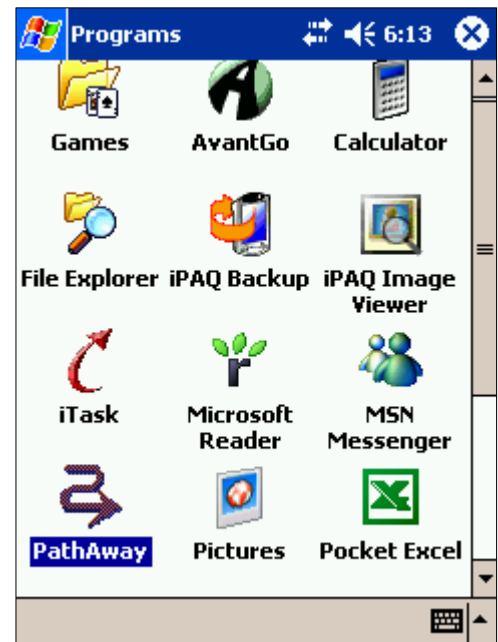 Programs 6:13
Games AvantGo Calculator
File Explorer iPAQ Backup iPAQ Image
Viewer
iTask Microsoft MSN
Reader Messenger
PathAway Pictures Pocket Excel